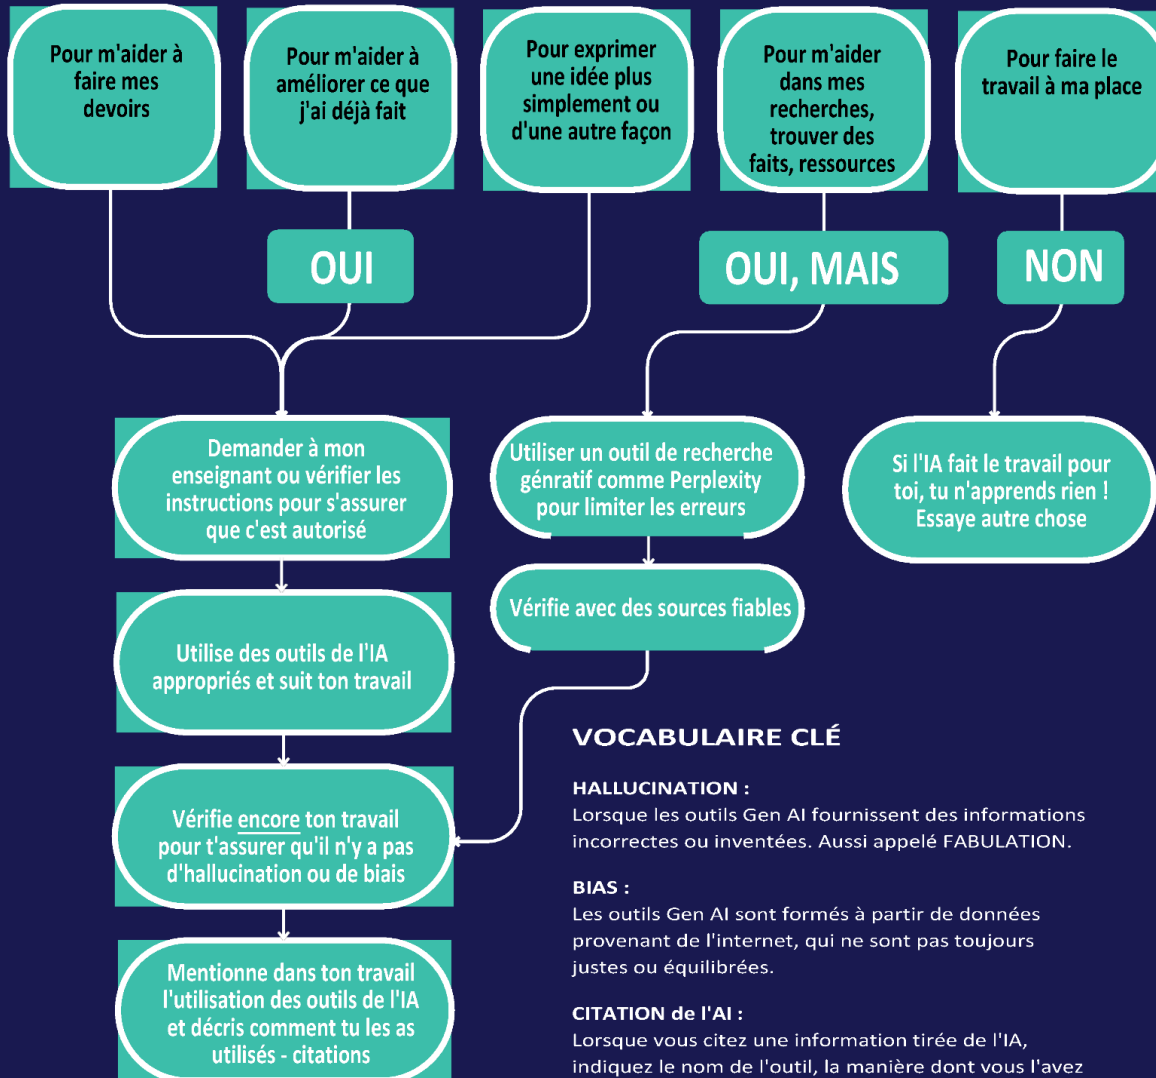 Pour m'aider à
faire mes
devoirs
Pour m'aider à
améliorer ce que
j'ai déjà fait
Pour exprimer
une idée plus
simplement ou
d'une autre façon
Pour m'aider
dans mes
recherches,
trouver des
faits, ressources
Pour faire le
travail à ma place
OUI
OUI, MAIS
NON
Demander à mon
enseignant ou vérifier les
instructions pour s'assurer
que c'est autorisé
Utiliser un outil de recherche
génratif comme Perplexity
pour limiter les erreurs
Si l'IA fait le travail pour
toi, tu n'apprends rien !
Essaye autre chose
Vérifie avec des sources fiables
Utilise des outils de l'IA
appropriés et suit ton travail
Vérifie encore ton travail
pour t'assurer qu'il n'y a pas
d'hallucination ou de biais
Mentionne dans ton travail
l'utilisation des outils de l'IA
et décris comment tu les as
utilisés - citations
VOCABULAIRE CLÉ
HALLUCINATION :
Lorsque les outils Gen AI fournissent des informations
incorrectes ou inventées. Aussi appelé FABULATION.
BIAS :
Les outils Gen AI sont formés à partir de données
provenant de l'internet, qui ne sont pas toujours
justes ou équilibrées.
CITATION de l'AI :
Lorsque vous citez une information tirée de l'IA,
indiquez le nom de l'outil, la manière dont vous l'avez